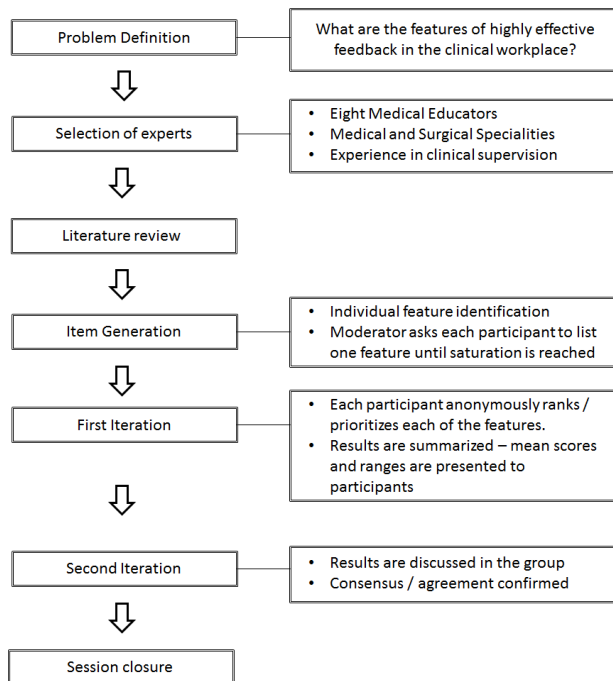 Problem Definition
What are the features of highly effective
feedback in the clinical workplace?
Selection of experts
• Eight Medical Educators
• Medical and Surgical Specialities
• Experience in clinical supervision
Literature review
Item Generation
• Individual feature identification
• Moderator asks each participant to list
one feature until saturation is reached
First Iteration
• Each participant anonymously ranks /
prioritizes each of the features.
• Results are summarized – mean scores
and ranges are presented to
participants
Second Iteration
• Results are discussed in the group
• Consensus / agreement confirmed
Session closure